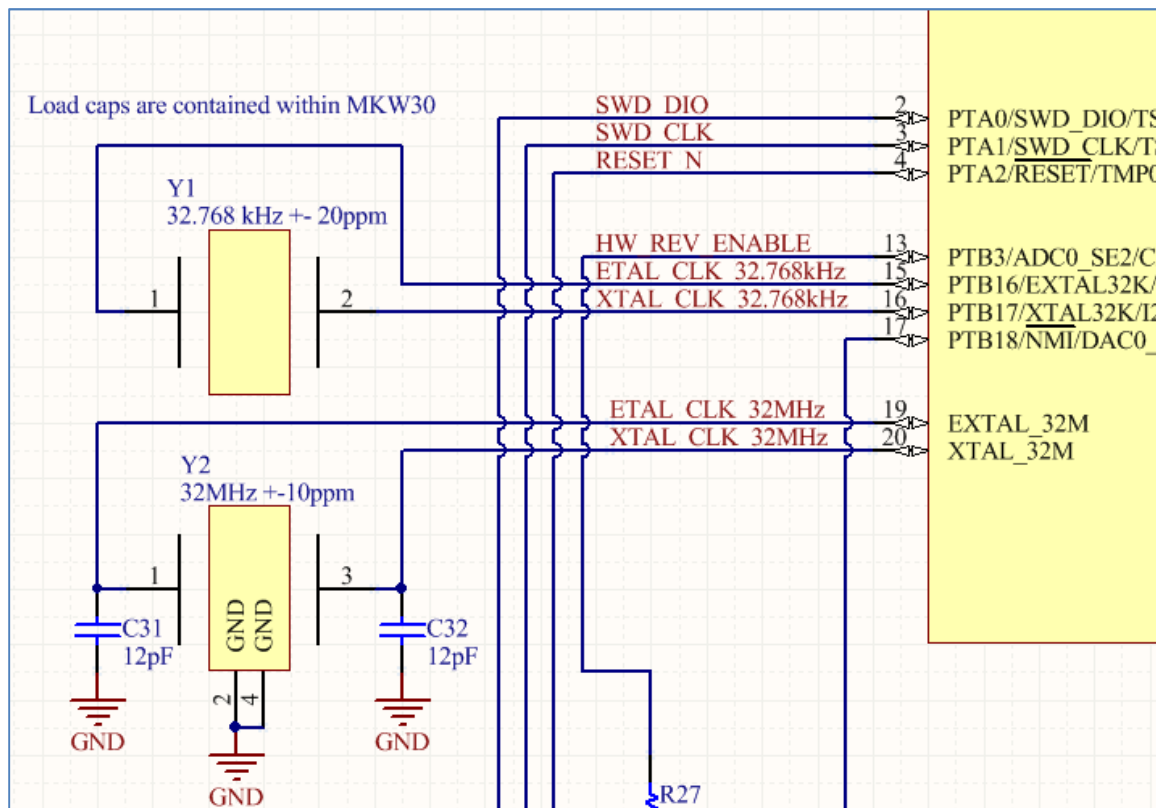 Load caps are contained within MKW30
SWD_DIO 2 PTA0/SWD_DIO/TS
SWD_CLK 3 PTA1/SWD_CLK/TS
RESET_N 4 PTA2/RESET/TMP0
Y1
32.768 kHz +- 20ppm
1 2
HW_REV_ENABLE 13 PTB3/ADC0_SE2/C
ETAL_CLK_32.768kHz 15 PTB16/EXTAL32K/
XTAL_CLK_32.768kHz 16 PTB17/XTAL32K/I2
17 PTB18/NMI/DAC0_
ETAL_CLK_32MHz 19 EXTAL_32M
XTAL_CLK_32MHz 20 XTAL_32M
Y2
32MHz +-10ppm
1 3
GND GND
C31
12pF
C32
12pF
2 4
GND
GND
GND
R27